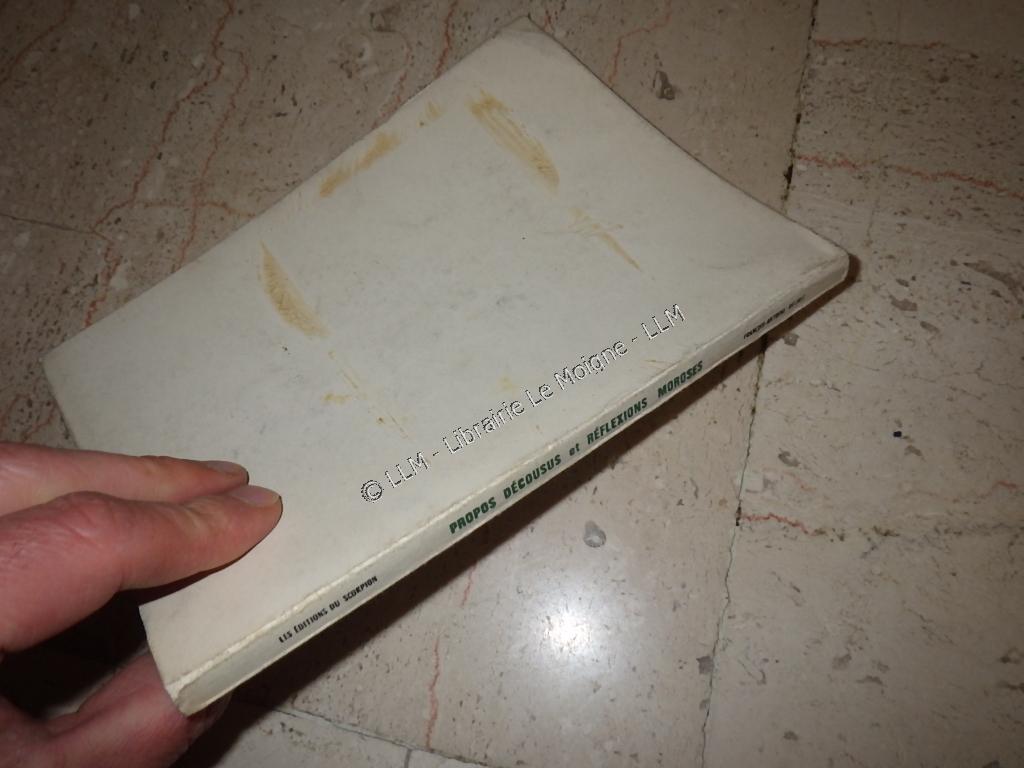 © LLM - Librairie Le Moigne - LLM
LES ÉDITIONS DU SCORPION
PROPOS DÉCOUSUS et RÉFLEXIONS MOROSES